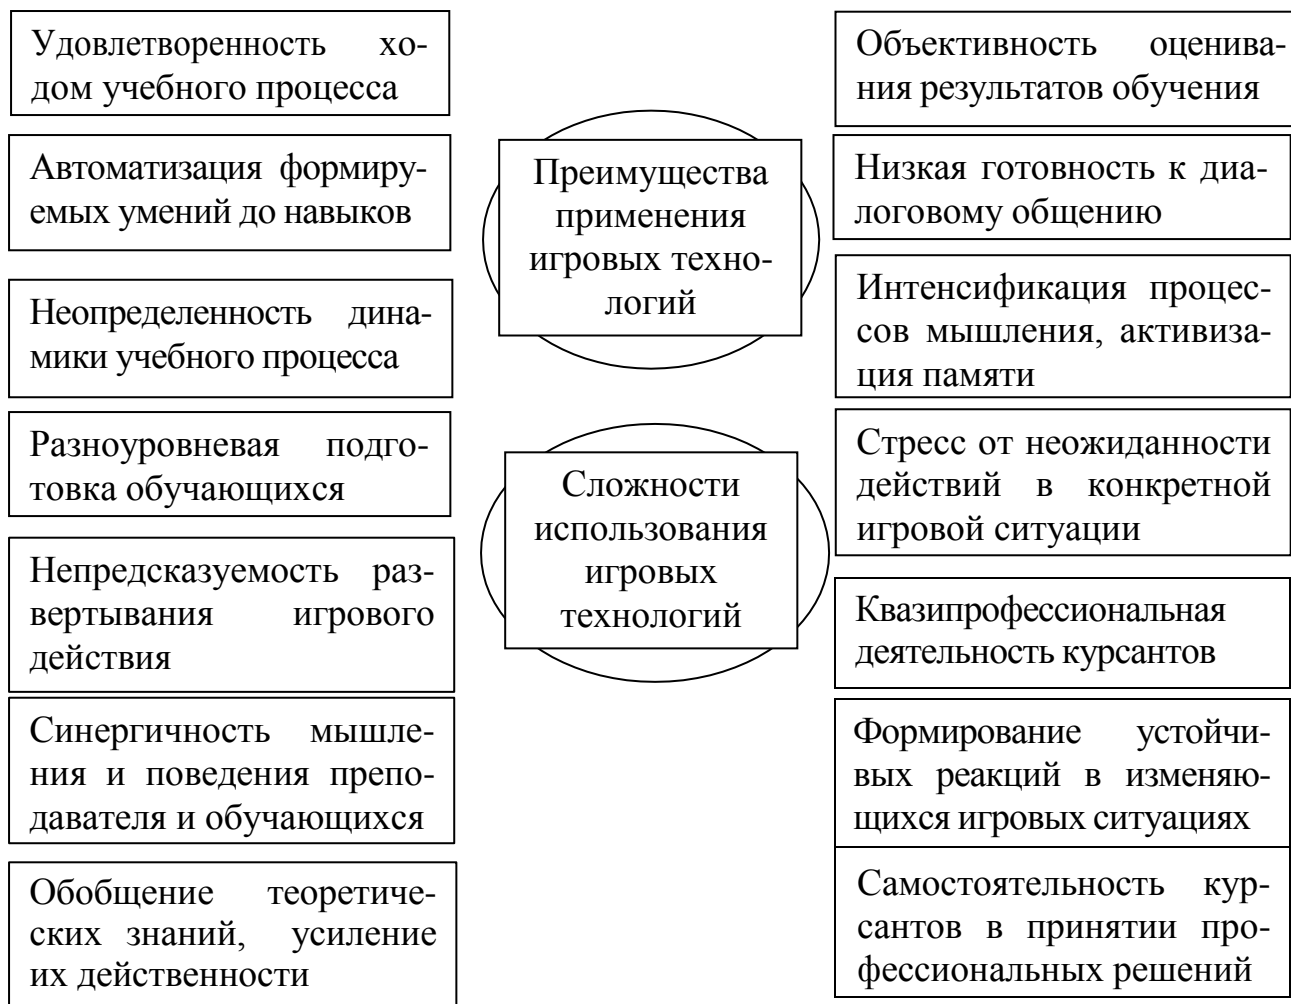 Удовлетворенность хо-
дом учебного процесса
Автоматизация формиру-
емых умений до навыков
Неопределенность дина-
мики учебного процесса
Разноуровневая подго-
товка обучающихся
Непредсказуемость раз-
вертывания игрового
действия
Синергичность мышле-
ния и поведения препо-
давателя и обучающихся
Обобщение теоретиче-
ских знаний, усиление
их действенности
Преимущества
применения
игровых техно-
логий
Сложности
использования
игровых
технологий
Объективность оценива-
ния результатов обучения
Низкая готовность к диа-
логовому общению
Интенсификация процес-
сов мышления, активиза-
ция памяти
Стресс от неожиданности
действий в конкретной
игровой ситуации
Квазипрофессиональная
деятельность курсантов
Формирование устойчи-
вых реакций в изменяю-
щихся игровых ситуациях
Самостоятельность кур-
сантов в принятии про-
фессиональных решений